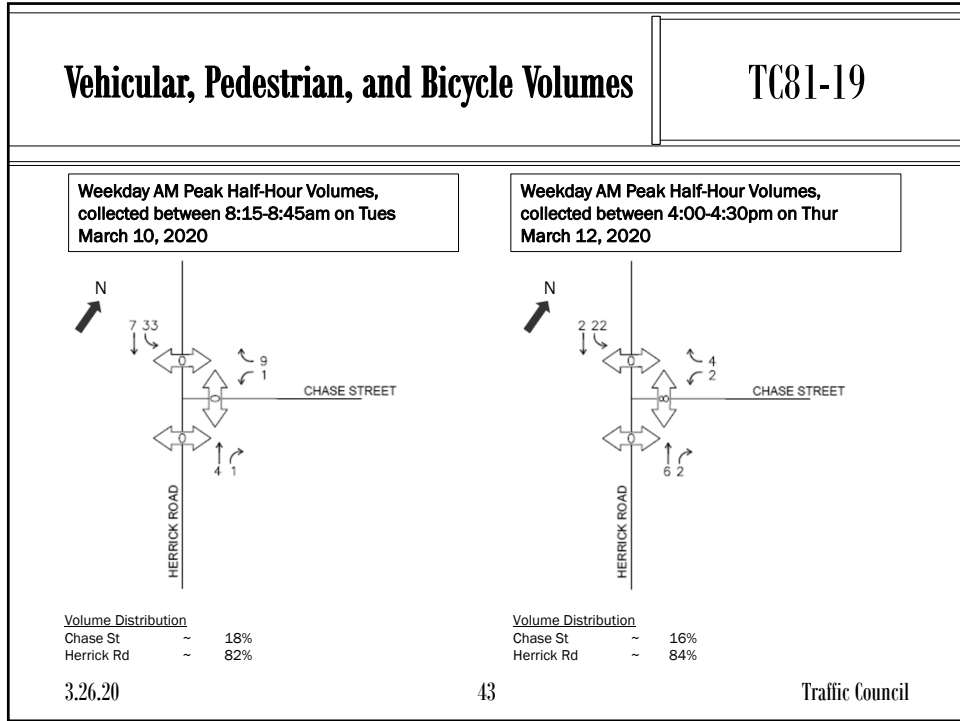 Vehicular, Pedestrian, and Bicycle Volumes
TC81-19
Weekday AM Peak Half-Hour Volumes,
collected between 8:15-8:45am on Tues
March 10, 2020
N
7 33
0
9
1
0
CHASE STREET
0
4 1
HERRICK ROAD
Volume Distribution
Chase St ~ 18%
Herrick Rd ~ 82%
Weekday AM Peak Half-Hour Volumes,
collected between 4:00-4:30pm on Thur
March 12, 2020
N
2 22
0
4
2
8
CHASE STREET
0
6 2
HERRICK ROAD
Volume Distribution
Chase St ~ 16%
Herrick Rd ~ 84%
3.26.20
43
Traffic Council